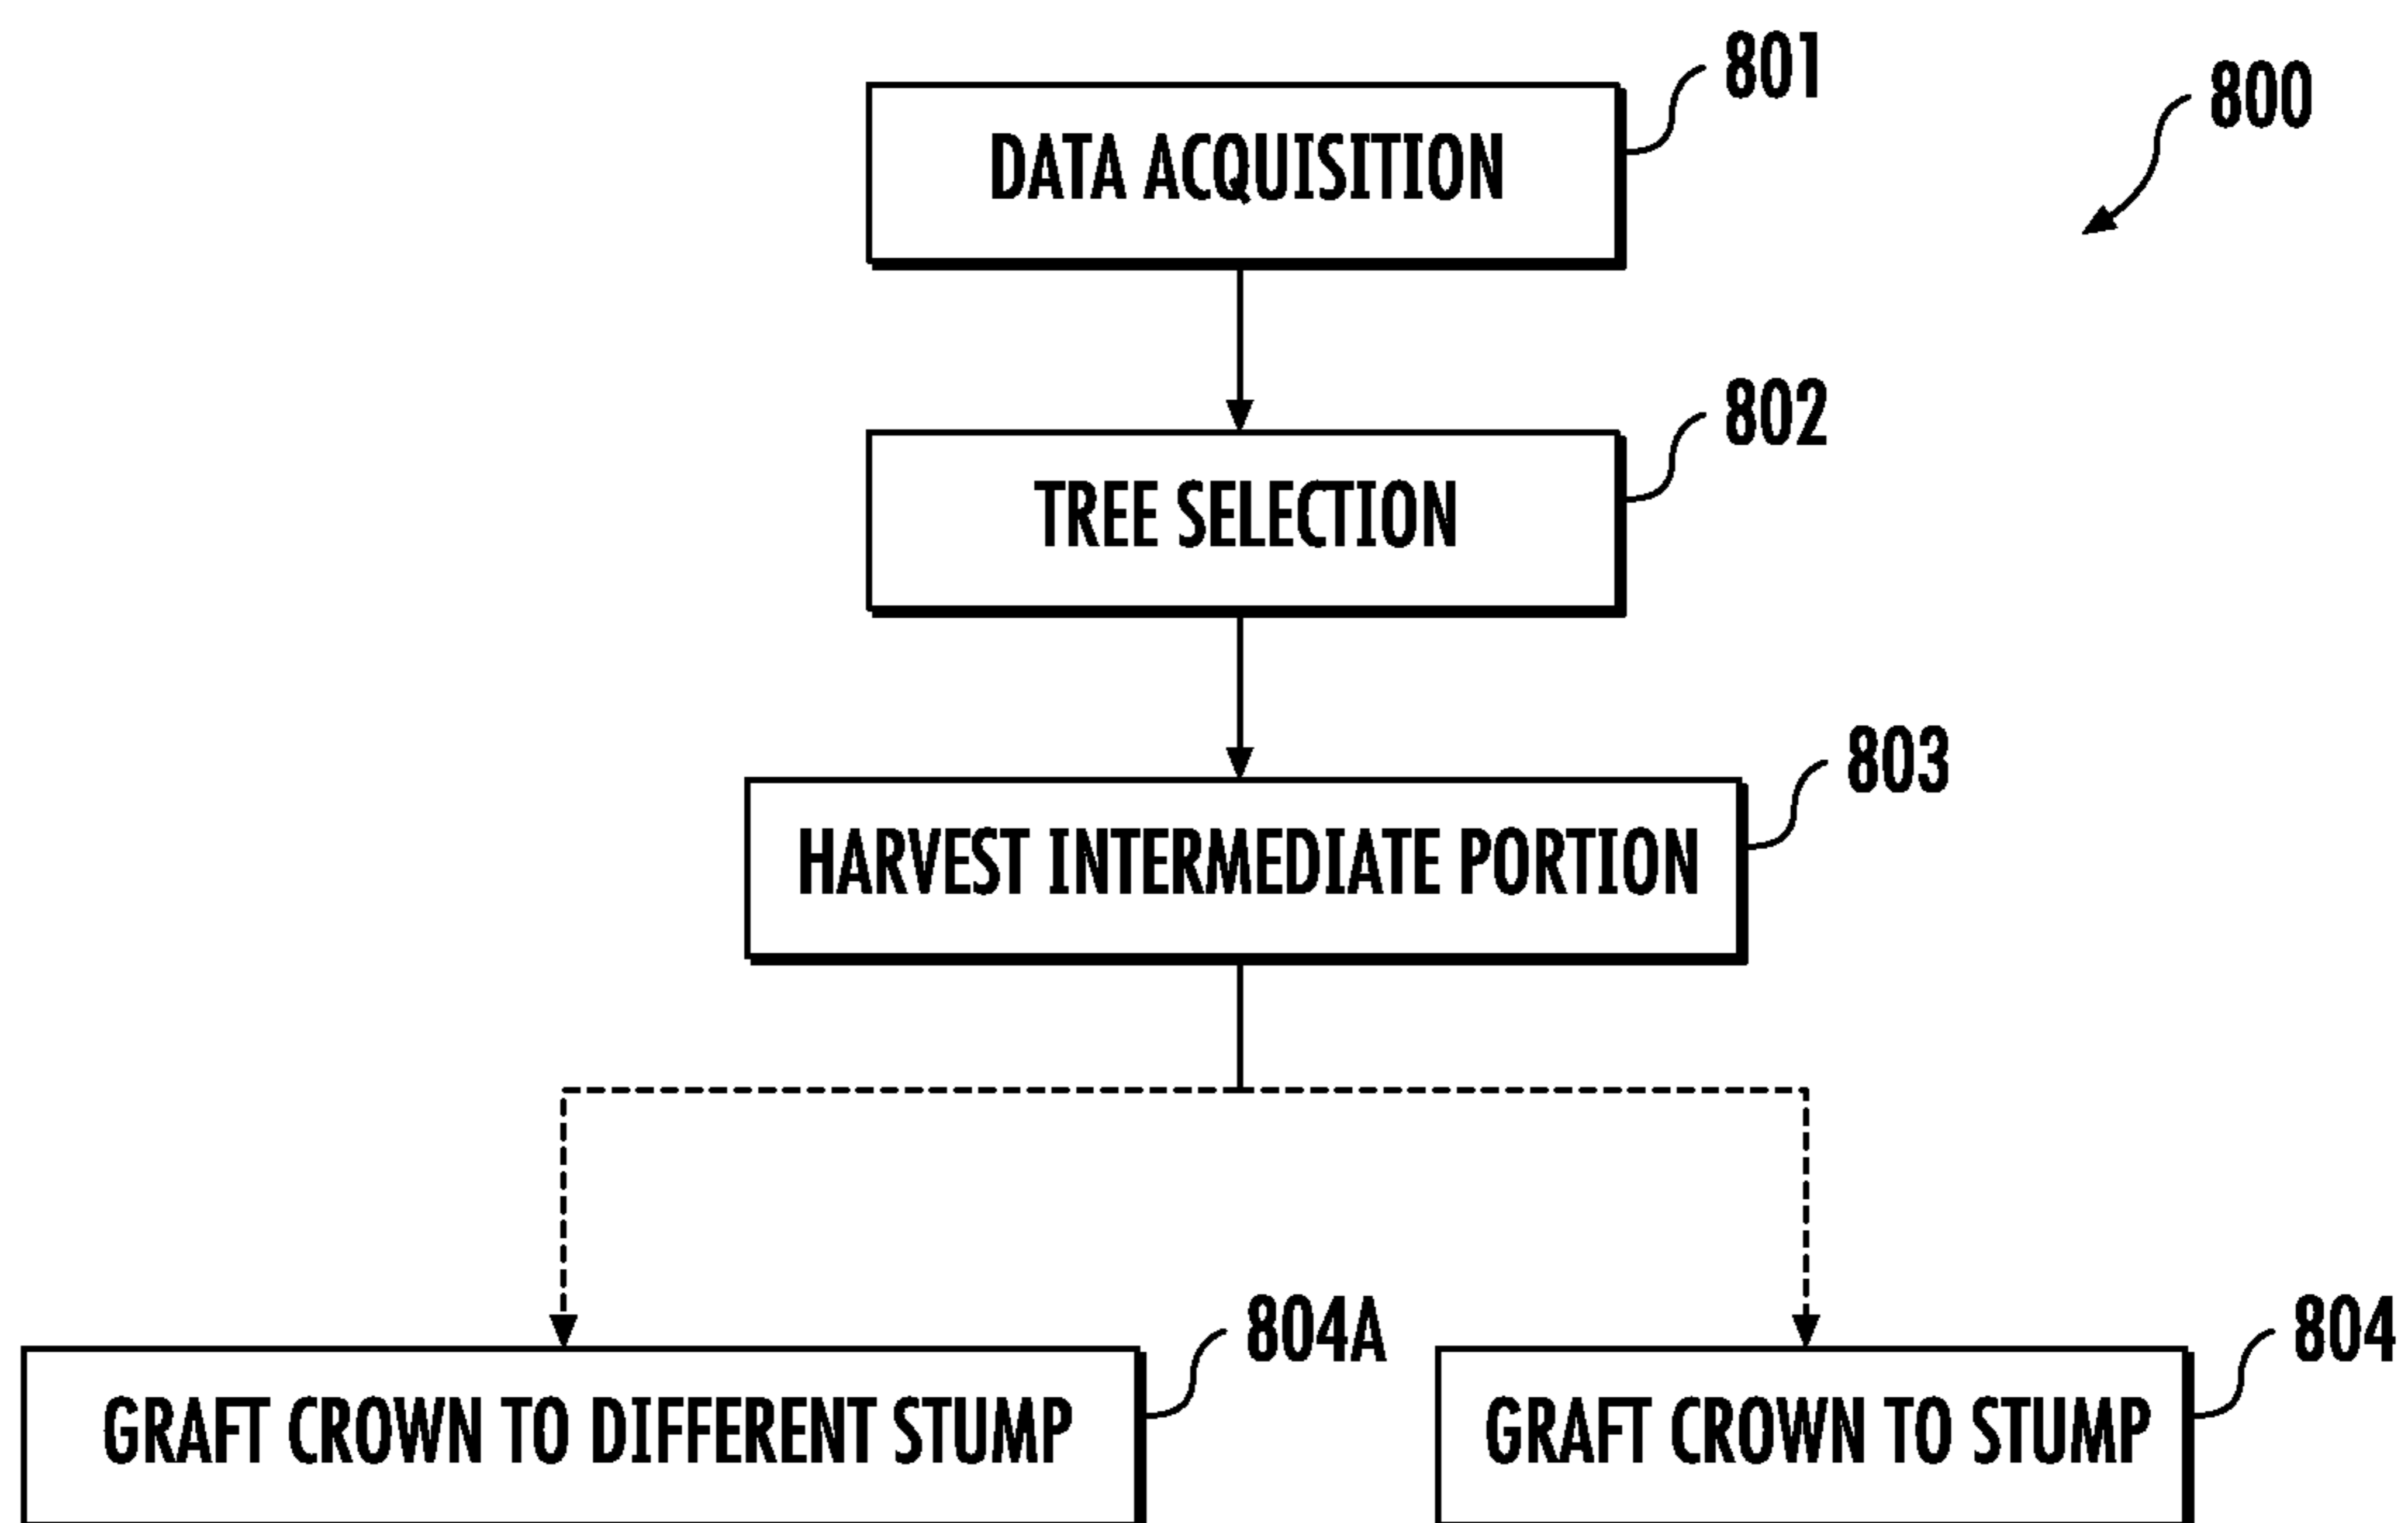 801
800
DATA ACQUISITION
802
TREE SELECTION
803
HARVEST INTERMEDIATE PORTION
804A
804
GRAFT CROWN TO DIFFERENT STUMP
GRAFT CROWN TO STUMP